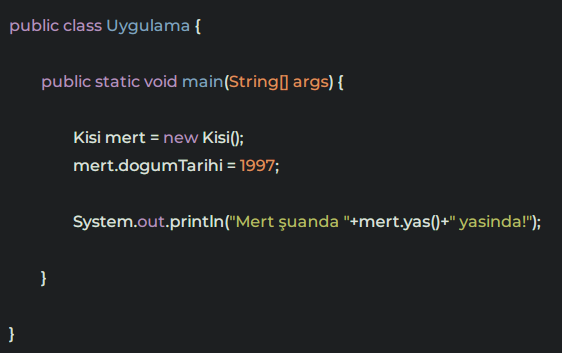 public class Uygulama {
public static void main(String[] args) {
Kisi mert = new Kisi();
mert.dogumTarihi = 1997;
System.out.println("Mert şuanda "+mert.yas()+" yasinda!");
}
}